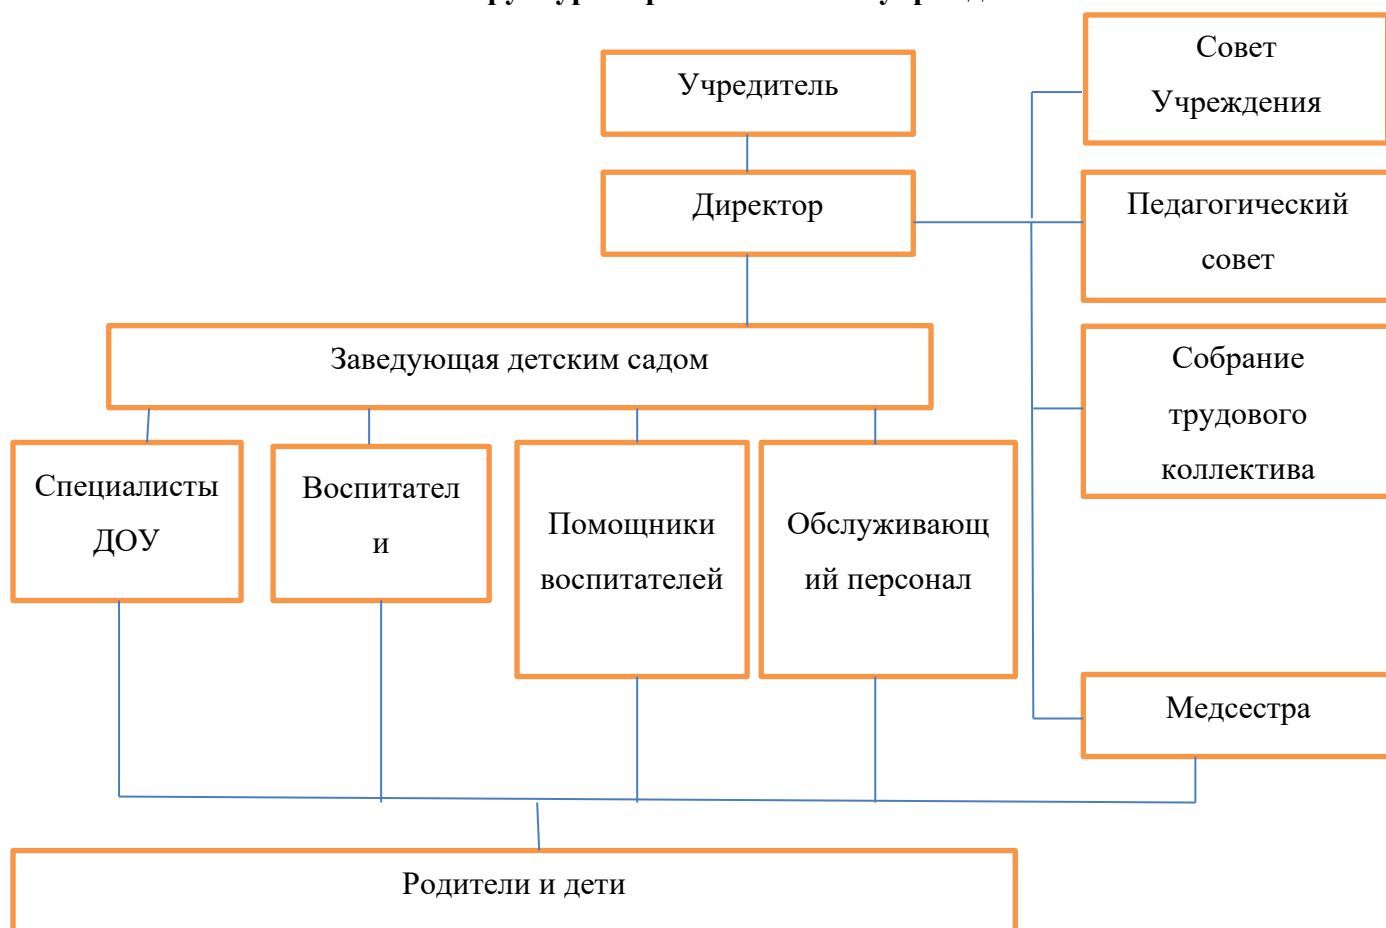 Учредитель
Совет
Учреждения
Директор
Педагогический
совет
Заведующая детским садом
Собрание
трудового
коллектива
Специалисты
ДОУ
Воспитател
и
Помощники
воспитателей
Обслуживающ
ий персонал
Медсестра
Родители и дети